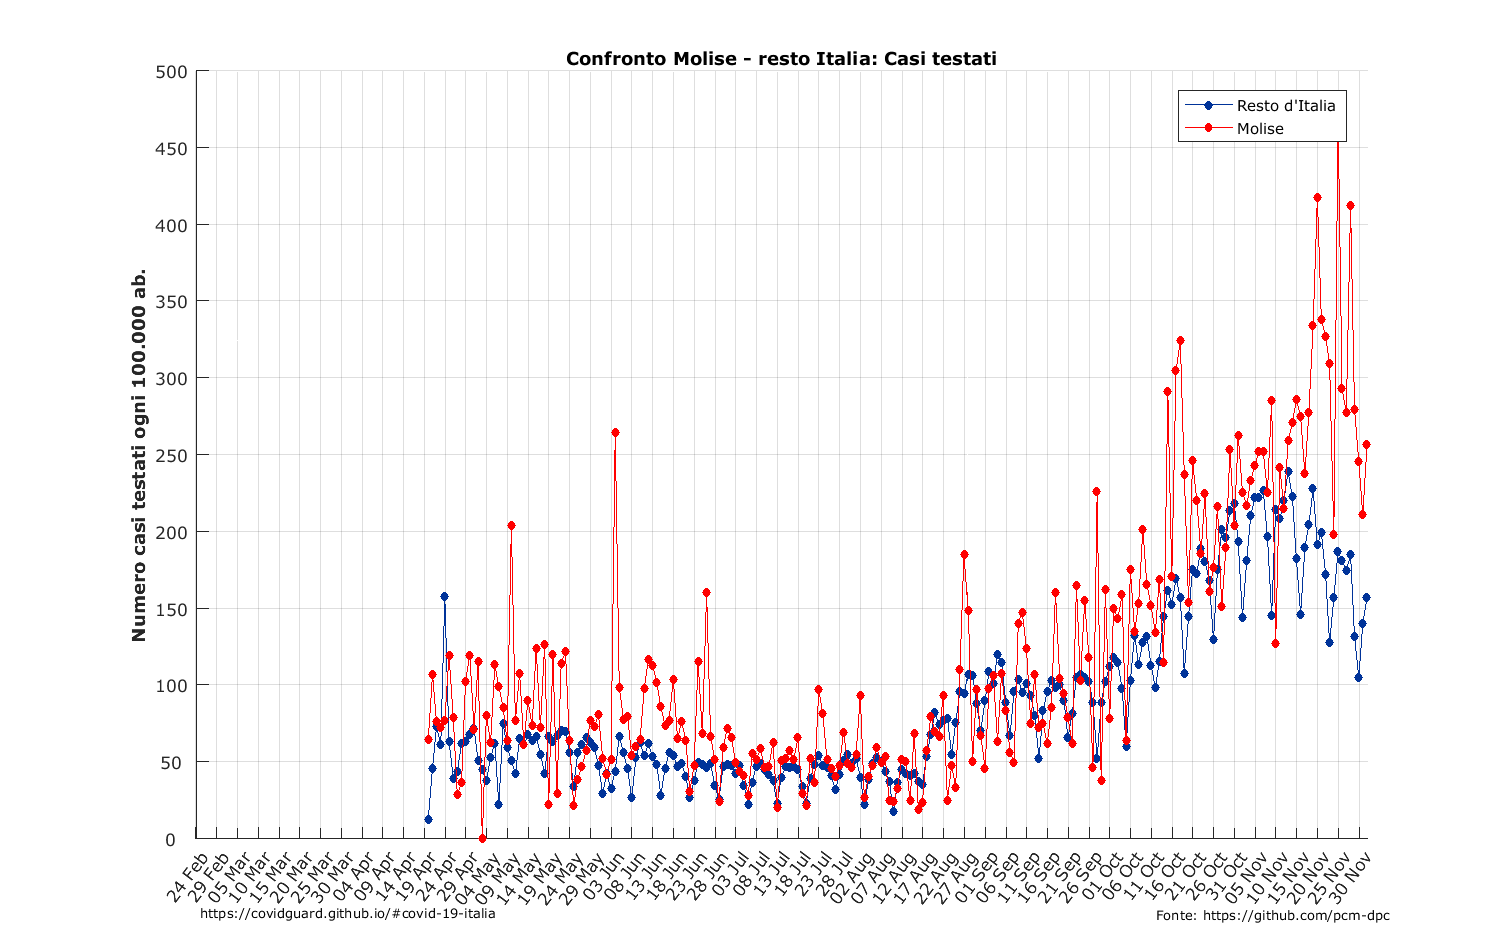 Confronto Molise - resto Italia: Casi testati
Resto d'Italia
Molise
Numero casi testati ogni 100.000 ab.
500
450
400
350
300
250
200
150
100
50
0
24 Feb
29 Feb
05 Mar
10 Mar
15 Mar
20 Mar
25 Mar
30 Mar
04 Apr
09 Apr
14 Apr
19 Apr
24 Apr
29 Apr
04 May
09 May
14 May
19 May
24 May
29 May
03 Jun
08 Jun
13 Jun
18 Jun
23 Jun
28 Jun
03 Jul
08 Jul
13 Jul
18 Jul
23 Jul
28 Jul
02 Aug
07 Aug
12 Aug
17 Aug
22 Aug
27 Aug
01 Sep
06 Sep
11 Sep
16 Sep
21 Sep
26 Sep
01 Oct
06 Oct
11 Oct
16 Oct
21 Oct
26 Oct
31 Oct
05 Nov
10 Nov
15 Nov
20 Nov
25 Nov
30 Nov
https://covidguard.github.io/#covid-19-italia
Fonte: https://github.com/pcm-dpc